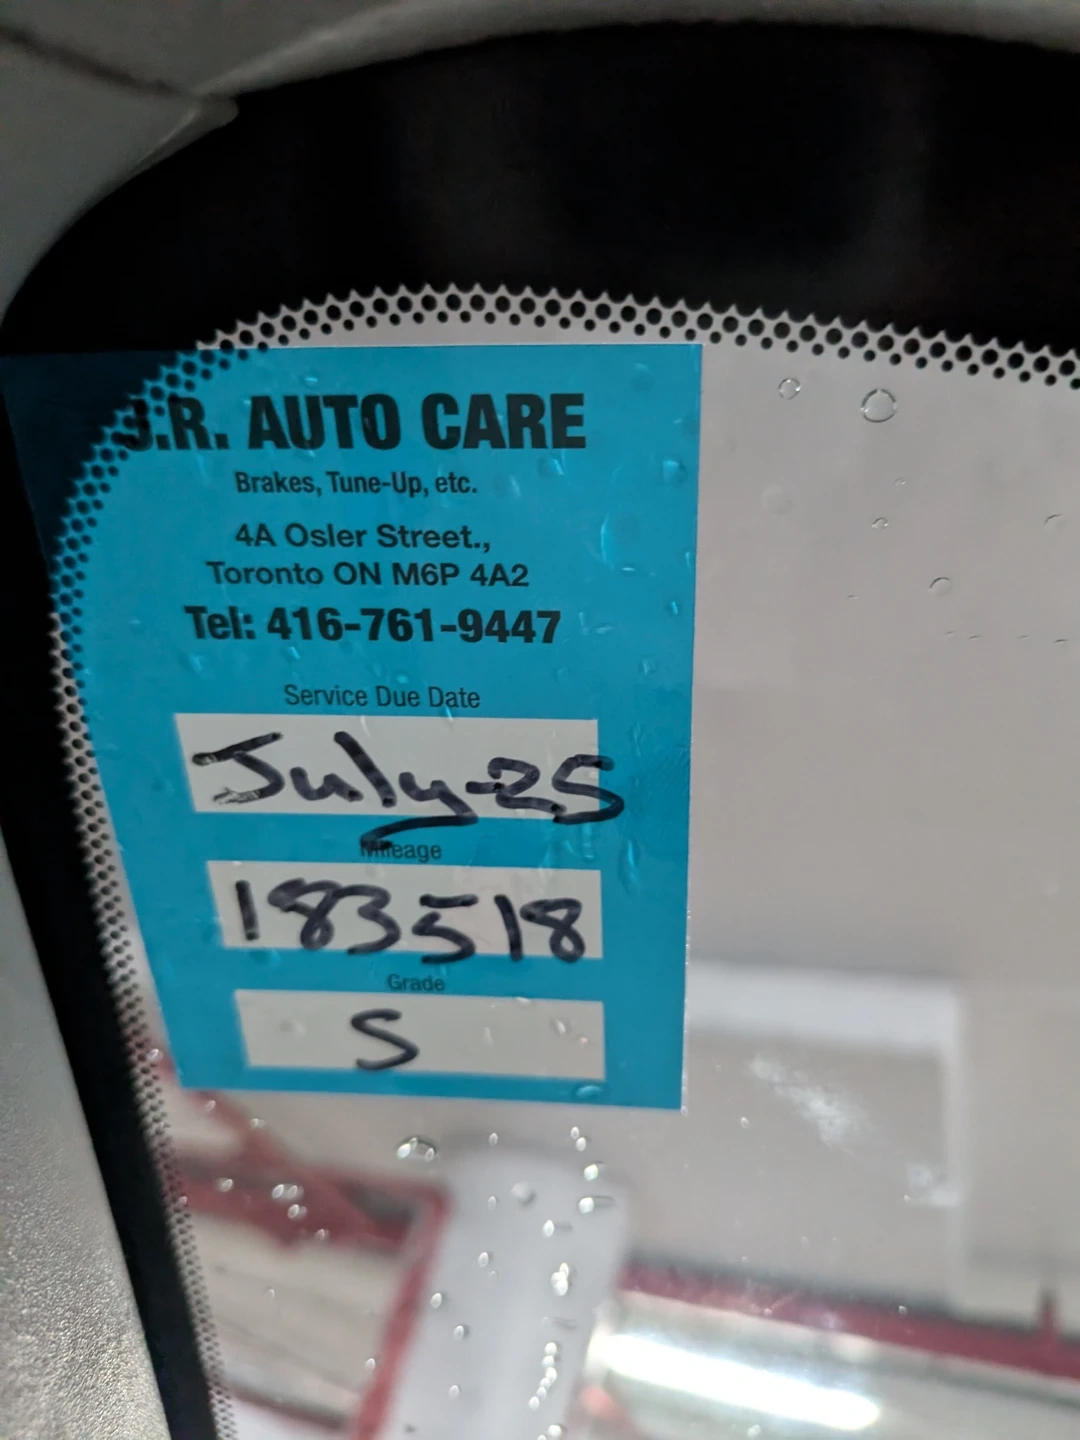 J.R. AUTO CARE
Brakes, Tune-Up, etc.
4A Osler Street.,
Toronto ON M6P 4A2
Tel: 416-761-9447
Service Due Date
July-25
Mileage
183518
Grade
S